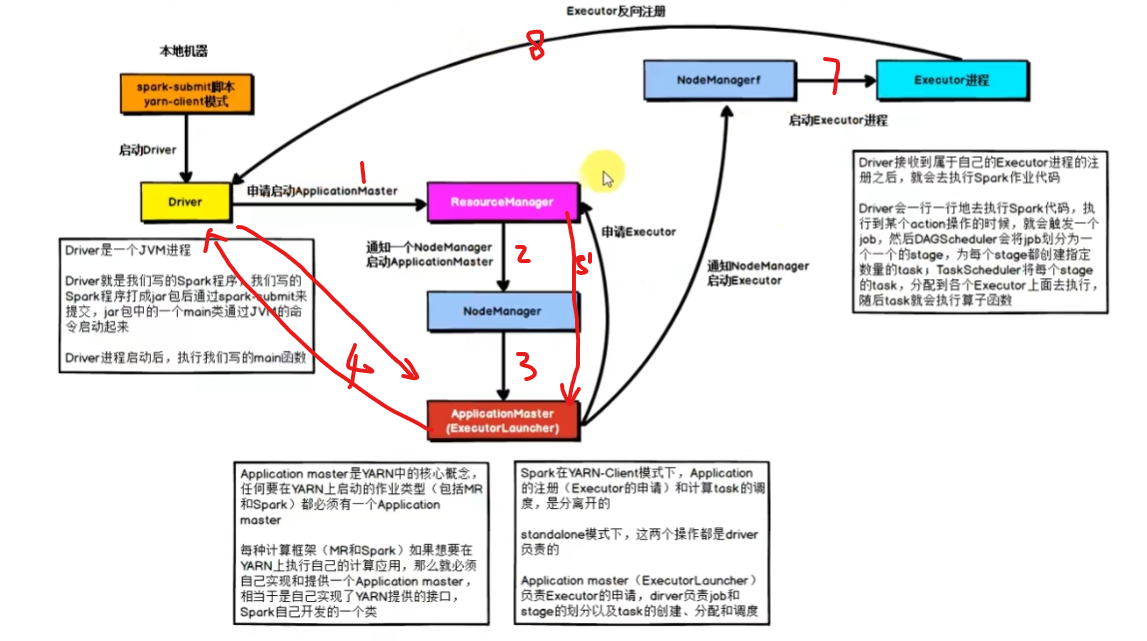 Executor反向注册
8
本地机器
spark-submit脚本
yarn-client模式
NodeManagerf
7
Executor进程
启动Executor进程
启动Driver
1
申请启动ApplicationMaster
Driver
ResourceManager
申请Executor
通知一个NodeManager
启动ApplicationMaster
2
5
通知NodeManager
启动Executor
NodeManager
3
4
ApplicationMaster
(ExecutorLauncher)
Driver是一个JVM进程
Driver就是我们写的Spark程序，我们写的
Spark程序打成jar包后通过spark-submit来
提交，jar包中的一个main类通过JVM的命
令启动起来
Driver进程启动后，执行我们写的main函数
Driver接收到属于自己的Executor进程的注
册之后，就会去执行Spark作业代码
Driver会一行一行地去执行Spark代码，执
行到某个action操作的时候，就会触发一个
job，然后DAGScheduler会将jpb划分为一
个一个的stage，为每个stage都创建指定
数量的task；TaskScheduler将每个stage
的task，分配到各个Executor上面去执行，
随后task就会执行算子函数
Application master是YARN中的核心概念，
任何要在YARN上启动的作业类型（包括MR
和Spark）都必须有一个Application
master
每种计算框架（MR和Spark）如果想要在
YARN上执行自己的计算应用，那么就必须
自己实现和提供一个Application master，
相当于是自己实现了YARN提供的接口，
Spark自己开发的一个类
Spark在YARN-Client模式下，Application
的注册（Executor的申请）和计算task的调
度，是分离开的
standalone模式下，这两个操作都是driver
负责的
Application master（ExecutorLauncher）
负责Executor的申请，dirver负责job和
stage的划分以及task的创建、分配和调度